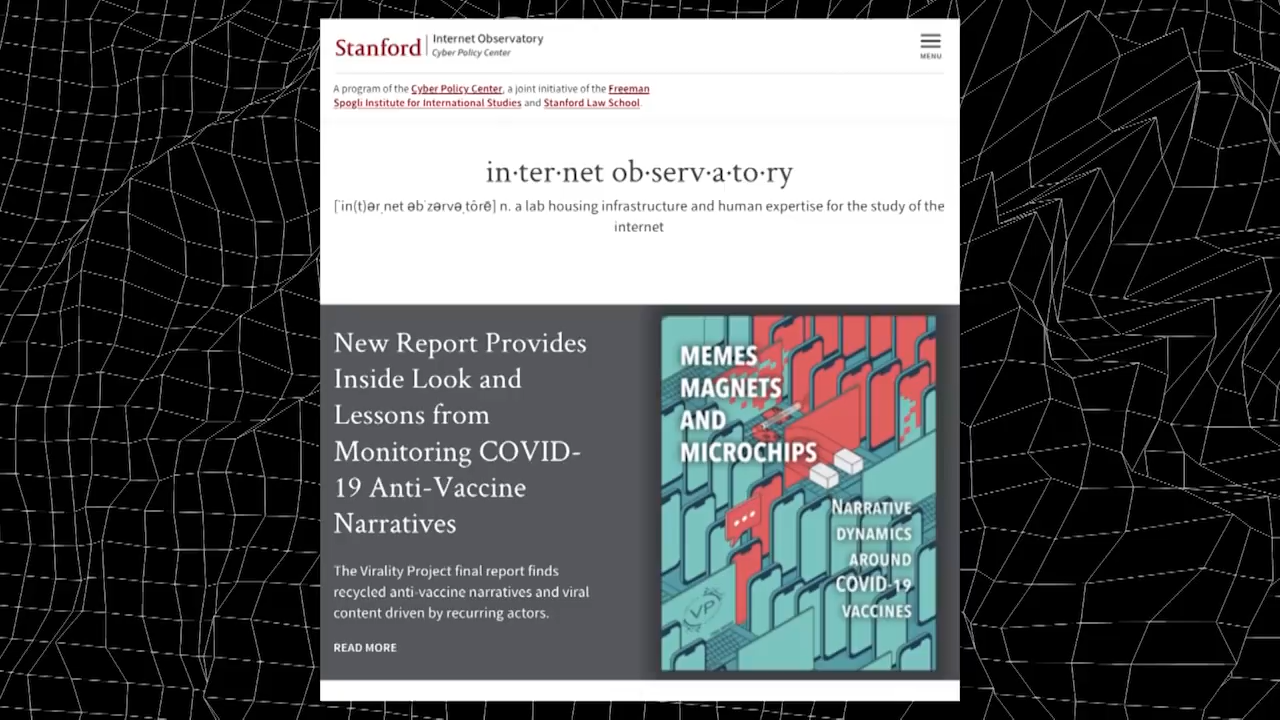 Stanford
Internet Observatory
Cyber Policy Center
MENU
A program of the Cyber Policy Center, a joint initiative of the Freeman
Spogli Institute for International Studies and Stanford Law School.
in·ter·net ob·serv·a·to·ry
[ˈin(t)ərˌnet əbˈzərvəˌtôrē] n. a lab housing infrastructure and human expertise for the study of the
internet
New Report Provides
Inside Look and
Lessons from
Monitoring COVID-
19 Anti-Vaccine
Narratives
The Virality Project final report finds
recycled anti-vaccine narratives and viral
content driven by recurring actors.
READ MORE
MEMES
MAGNETS
AND
MICROCHIPS
NARRATIVE
DYNAMICS
AROUND
COVID-19
VACCINES
VP